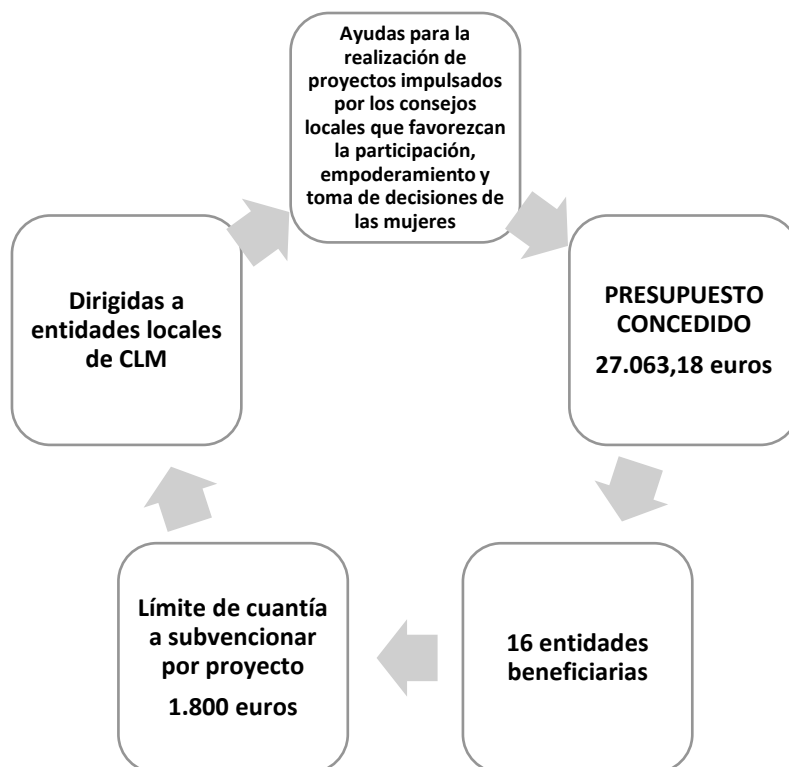 Ayudas para la
realización de
proyectos impulsados
por los consejos
locales que favorezcan
la participación,
empoderamiento y
toma de decisiones de
las mujeres
PRESUPUESTO
CONCEDIDO
27.063,18 euros
16 entidades
beneficiarias
Límite de cuantía
a subvencionar
por proyecto
1.800 euros
Dirigidas a
entidades locales
de CLM